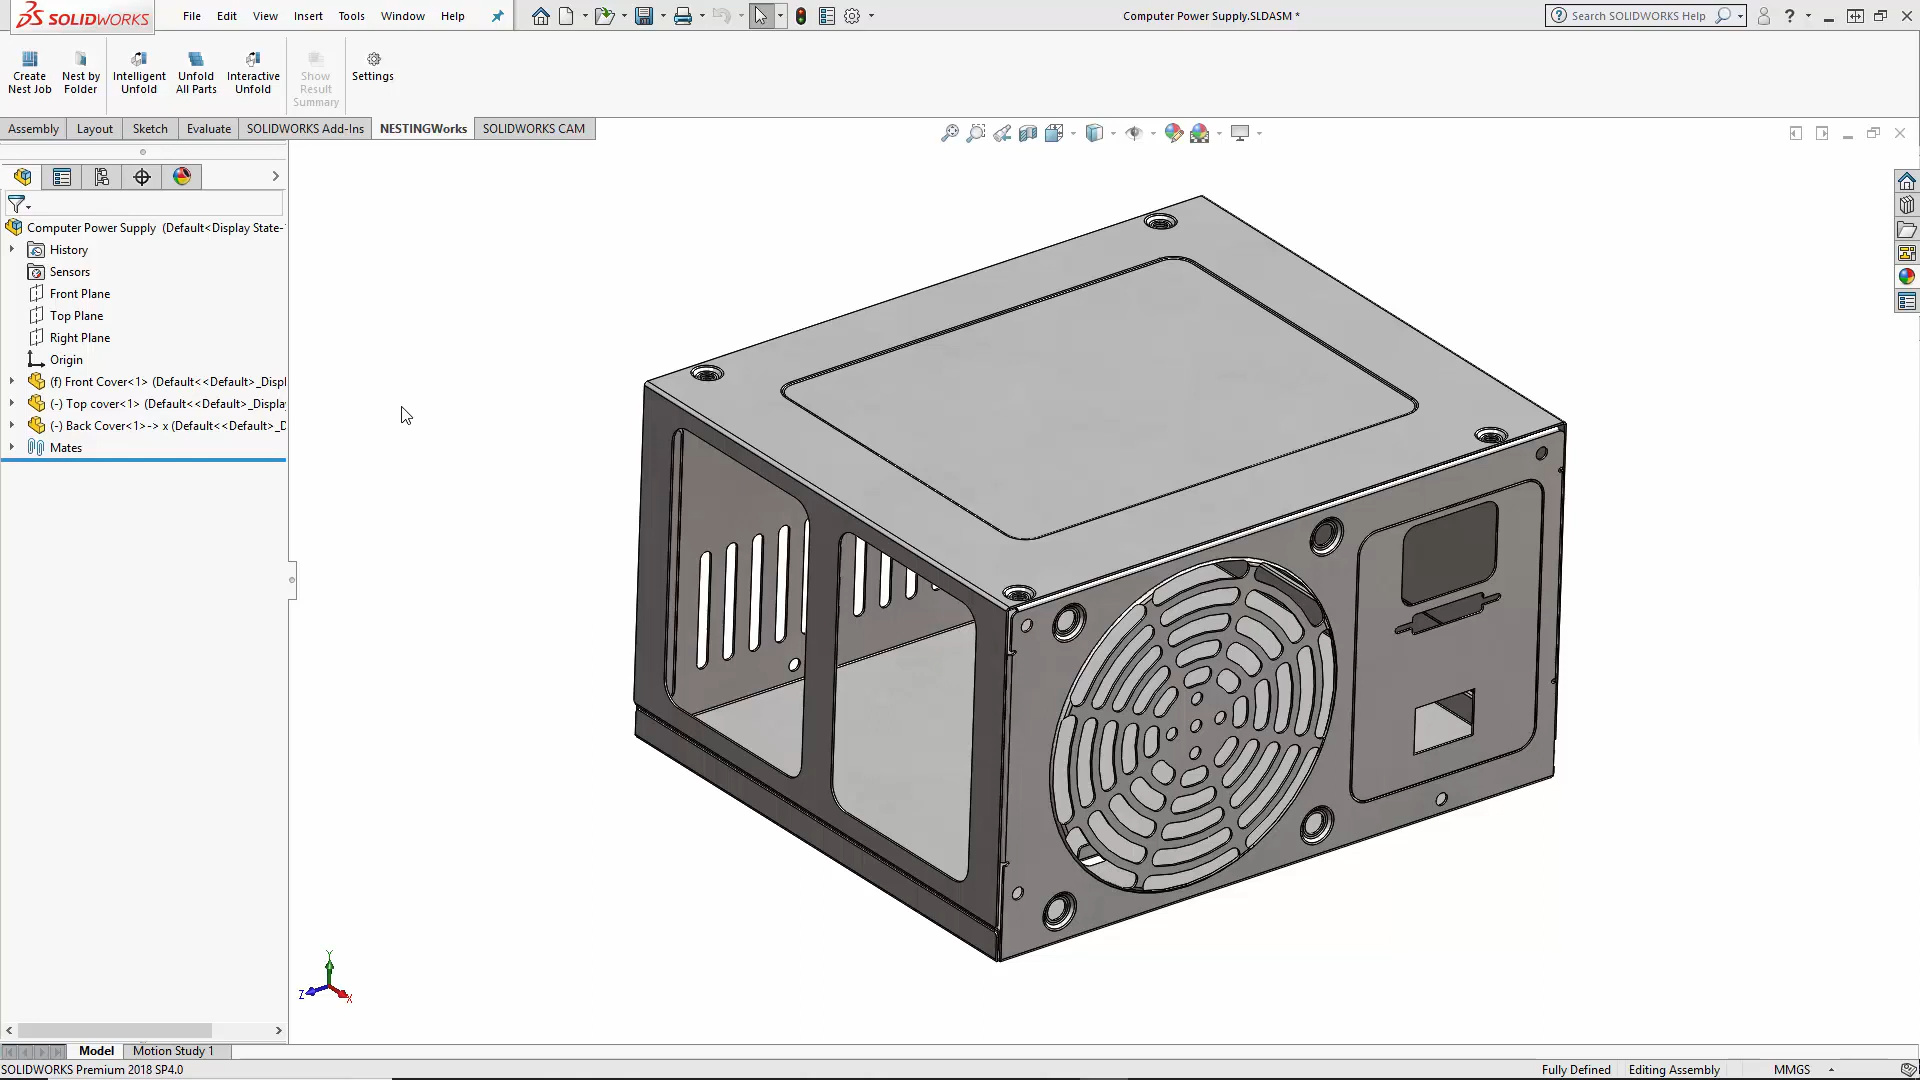 SOLIDWORKS
File Edit View Insert Tools Window Help
Computer Power Supply.SLDASM *
Search SOLIDWORKS Help
?
Create Nest Job
Nest by Folder
Intelligent Unfold
Unfold All Parts
Interactive Unfold
Show Result Summary
Settings
Assembly Layout Sketch Evaluate SOLIDWORKS Add-Ins NESTINGWorks SOLIDWORKS CAM
Computer Power Supply (Default<Display State-
History
Sensors
Front Plane
Top Plane
Right Plane
Origin
(f) Front Cover<1> (Default<<Default>_Displ
(-) Top cover<1> (Default<<Default>_Displa
(-) Back Cover<1>-> x (Default<<Default>_D
Mates
Y
Z
X
Model Motion Study 1
SOLIDWORKS Premium 2018 SP4.0
Fully Defined Editing Assembly MMGS